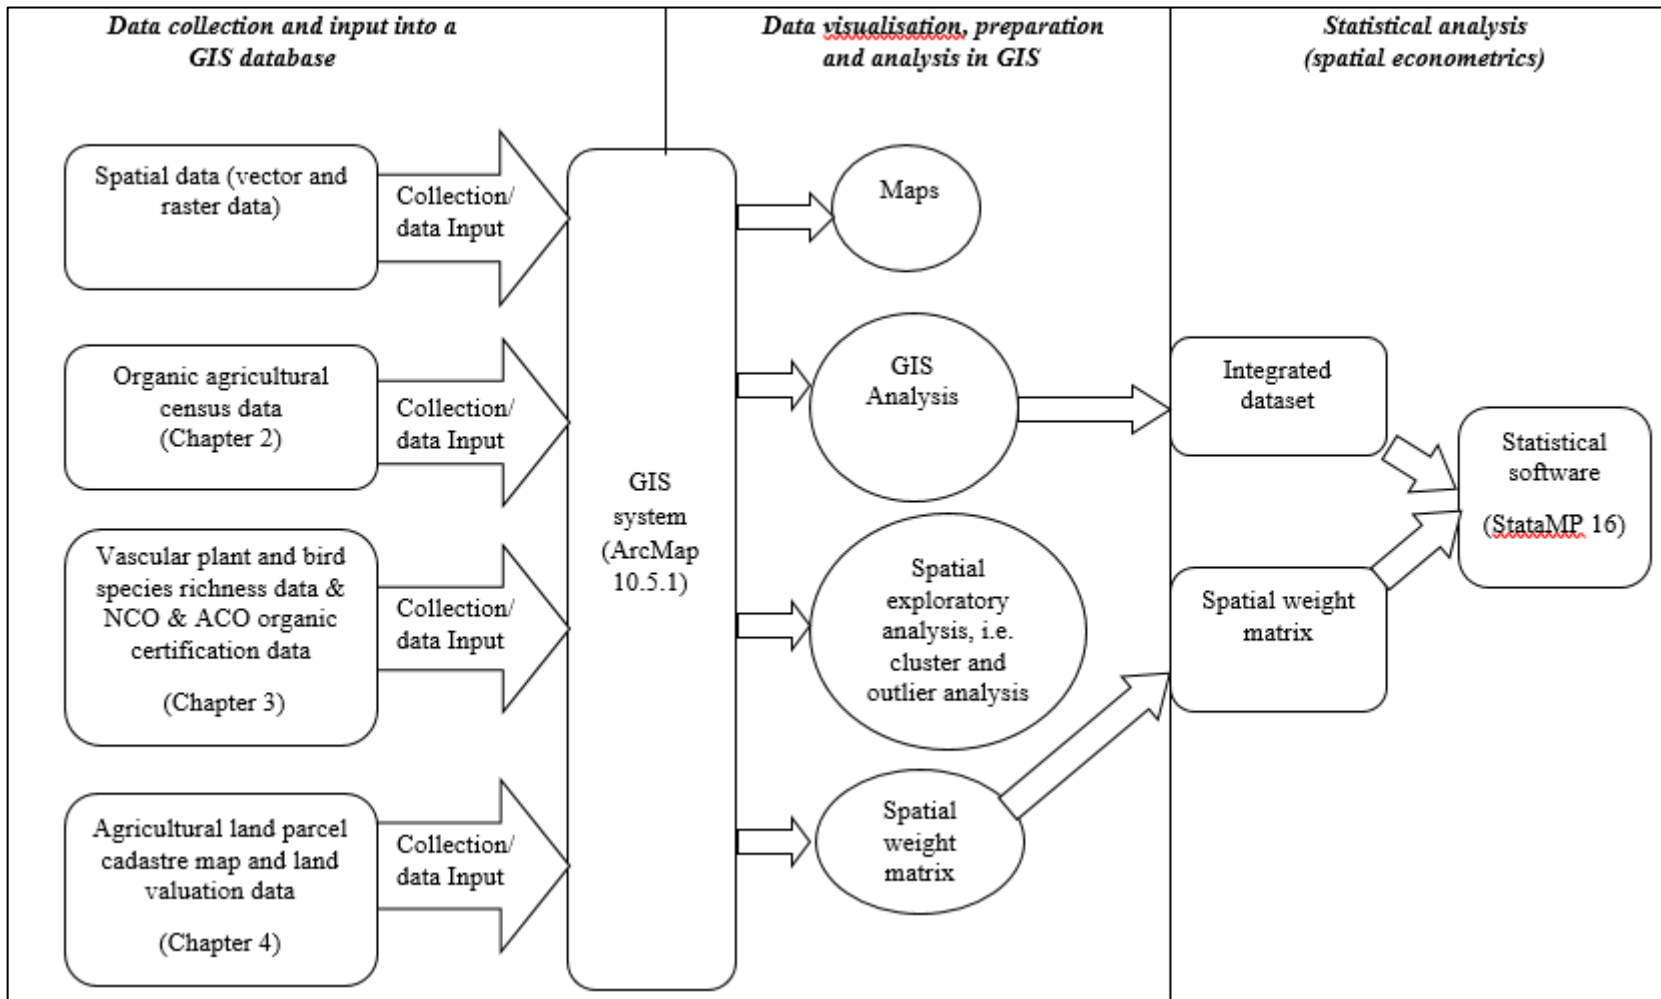 Data collection and input into a
GIS database
Data visualisation, preparation
and analysis in GIS
Statistical analysis
(spatial econometrics)
Spatial data (vector and
raster data)
Collection/
data Input
Organic agricultural
census data
(Chapter 2)
Collection/
data Input
Vascular plant and bird
species richness data &
NCO & ACO organic
certification data
(Chapter 3)
Collection/
data Input
Agricultural land parcel
cadastre map and land
valuation data
(Chapter 4)
Collection/
data Input
GIS
system
(ArcMap
10.5.1)
Maps
GIS
Analysis
Spatial
exploratory
analysis, i.e.
cluster and
outlier analysis
Spatial
weight
matrix
Integrated
dataset
Spatial weight
matrix
Statistical
software
(StataMP 16)